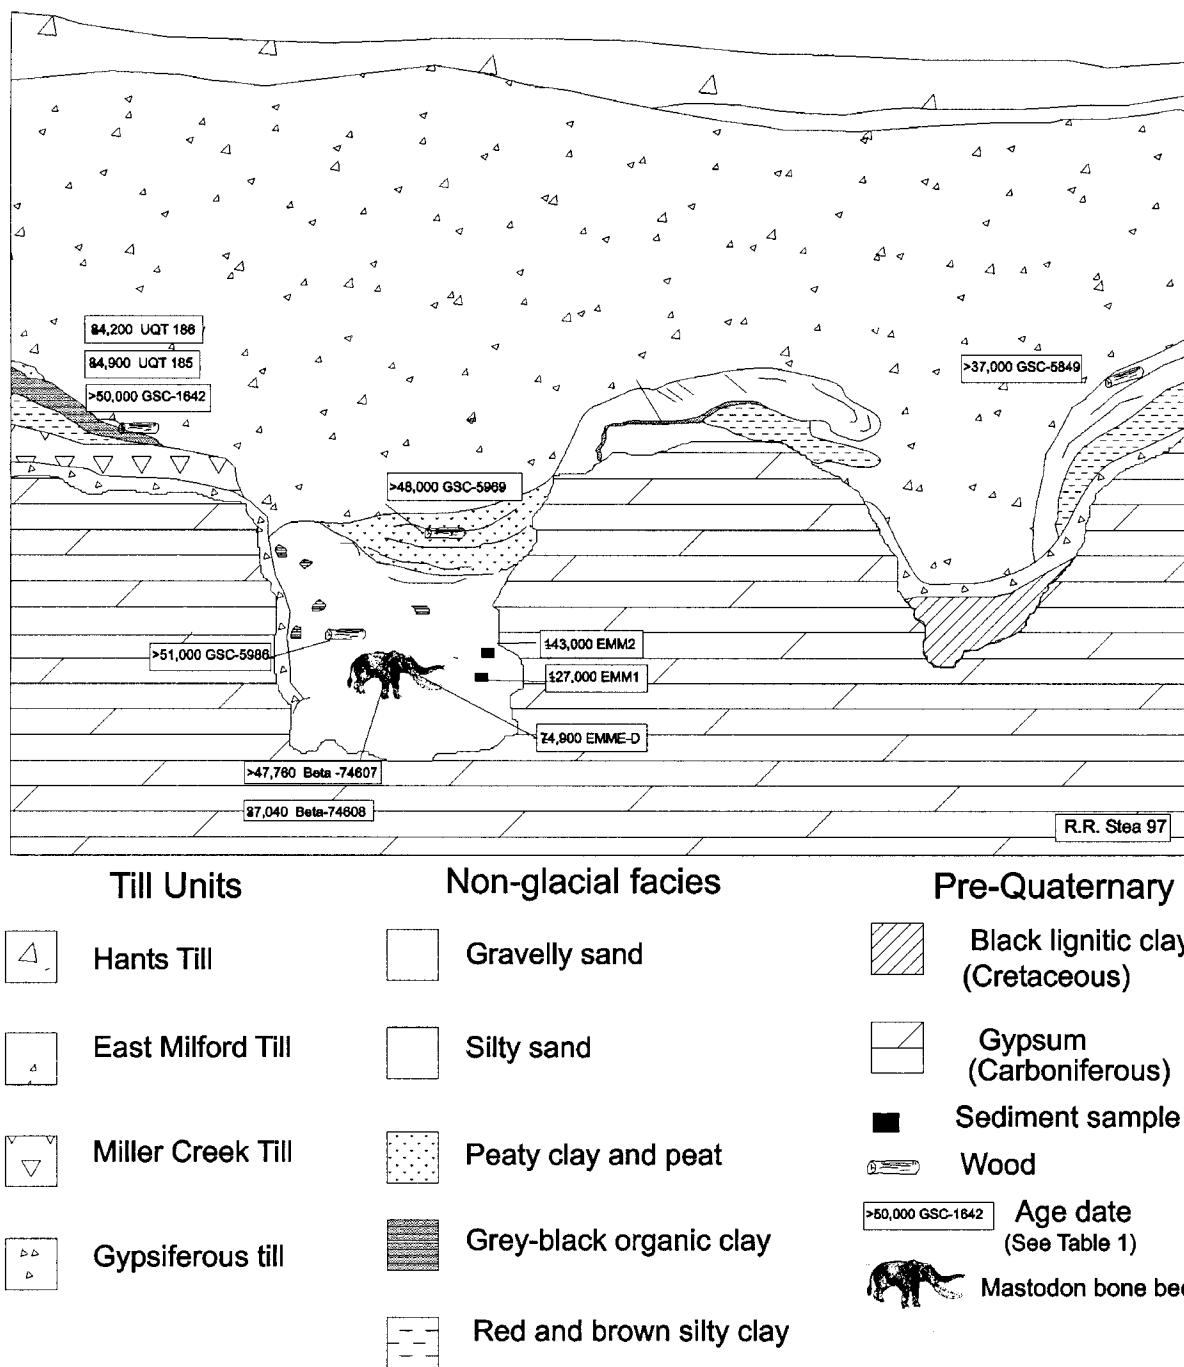 84,200 UQT 186
84,900 UQT 185
>50,000 GSC-1642
>37,000 GSC-5849
>48,000 GSC-5969
>51,000 GSC-5986
143,000 EMM2
127,000 EMM1
74,900 EMME-D
>47,760 Beta -74607
37,040 Beta-74608
R.R. Stea 97
Till Units
Hants Till
East Milford Till
Miller Creek Till
Gypsiferous till
Non-glacial facies
Gravelly sand
Silty sand
Peaty clay and peat
Grey-black organic clay
Red and brown silty clay
Pre-Quaternary
Black lignitic clay
(Cretaceous)
Gypsum
(Carboniferous)
Sediment sample
Wood
>50,000 GSC-1642
Age date
(See Table 1)
Mastodon bone bed